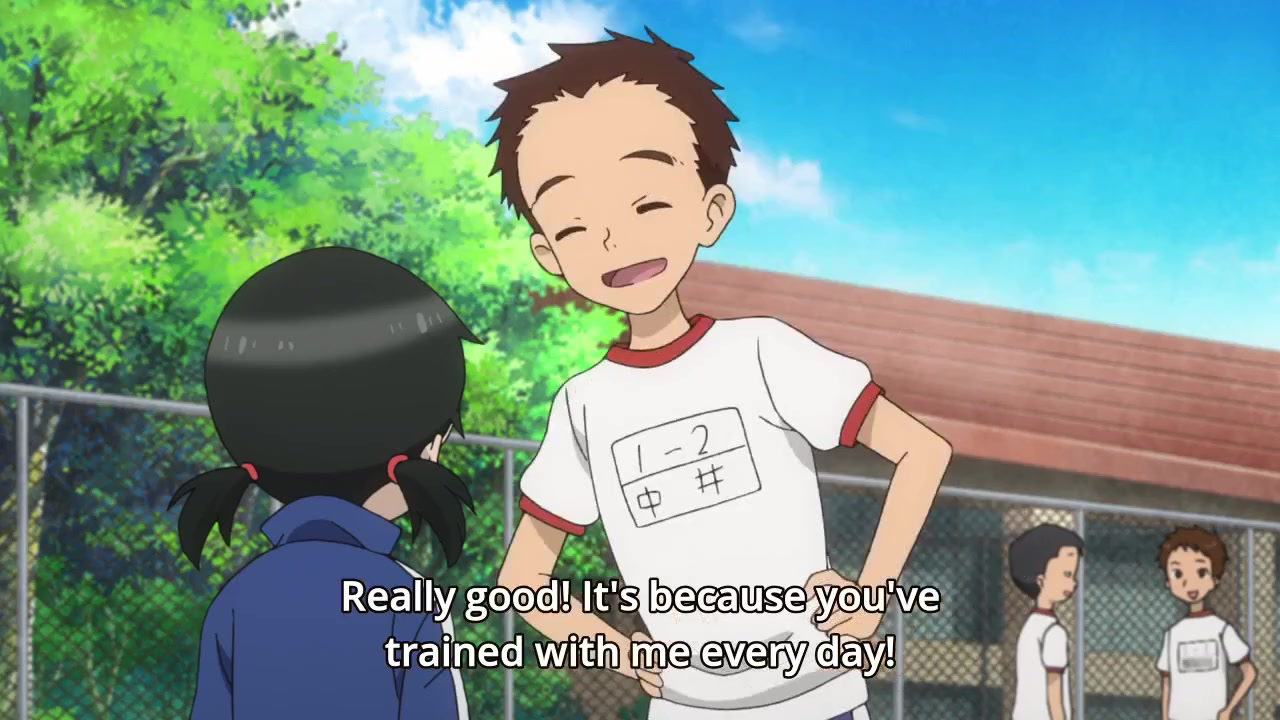 1-2
中井
Really good! It's because you've
trained with me every day!